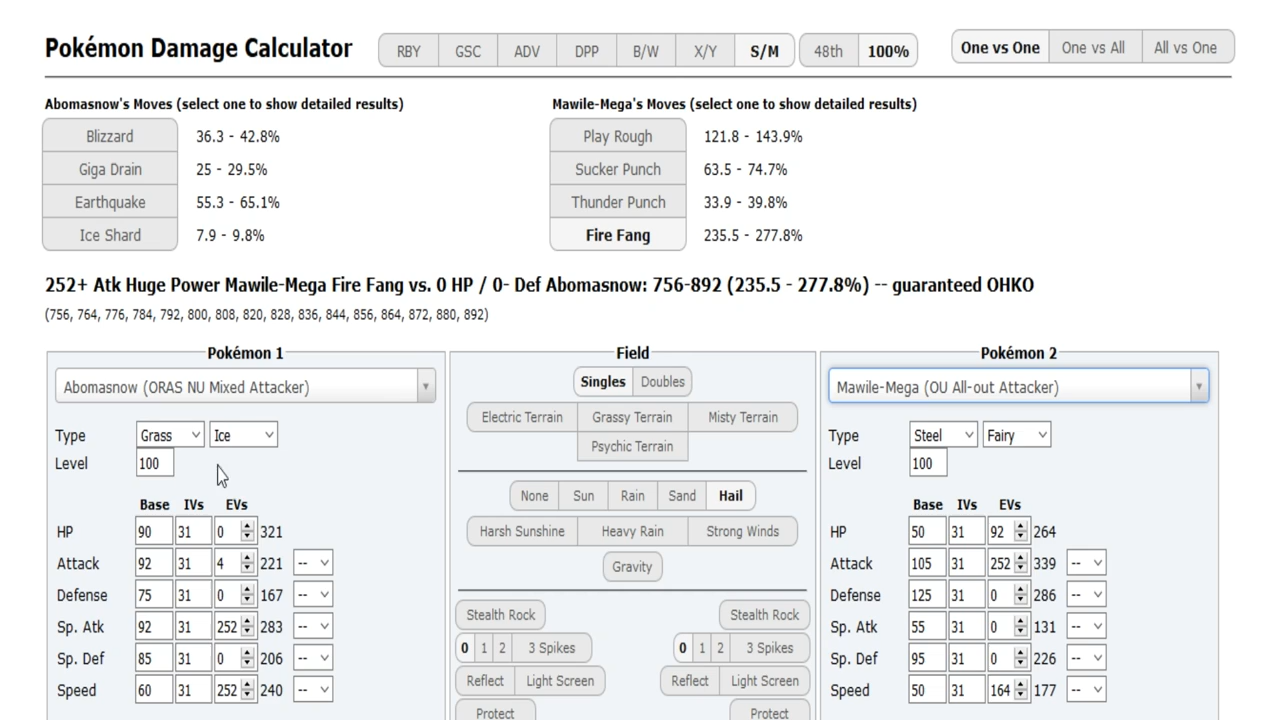 Pokémon Damage Calculator RBY GSC ADV DPP B/W X/Y S/M 48th 100% One vs One One vs All All vs One
Abomasnow's Moves (select one to show detailed results) Mawile-Mega's Moves (select one to show detailed results)
Blizzard 36.3 - 42.8% Play Rough 121.8 - 143.9%
Giga Drain 25 - 29.5% Sucker Punch 63.5 - 74.7%
Earthquake 55.3 - 65.1% Thunder Punch 33.9 - 39.8%
Ice Shard 7.9 - 9.8% Fire Fang 235.5 - 277.8%
252+ Atk Huge Power Mawile-Mega Fire Fang vs. 0 HP / 0- Def Abomasnow: 756-892 (235.5 - 277.8%) -- guaranteed OHKO
(756, 764, 776, 784, 792, 800, 808, 820, 828, 836, 844, 856, 864, 872, 880, 892)
Pokémon 1
Abomasnow (ORAS NU Mixed Attacker)
Type Grass Ice
Level 100
Base IVs EVs
HP 90 31 0 321
Attack 92 31 4 221 --
Defense 75 31 0 167 --
Sp. Atk 92 31 252 283 --
Sp. Def 85 31 0 206 --
Speed 60 31 252 240 --
Field
Singles Doubles
Electric Terrain Grassy Terrain Misty Terrain
Psychic Terrain
None Sun Rain Sand Hail
Harsh Sunshine Heavy Rain Strong Winds
Gravity
Stealth Rock Stealth Rock
0 1 2 3 Spikes 0 1 2 3 Spikes
Reflect Light Screen Reflect Light Screen
Protect Protect
Pokémon 2
Mawile-Mega (OU All-out Attacker)
Type Steel Fairy
Level 100
Base IVs EVs
HP 50 31 92 264
Attack 105 31 252 339 --
Defense 125 31 0 286 --
Sp. Atk 55 31 0 131 --
Sp. Def 95 31 0 226 --
Speed 50 31 164 177 --